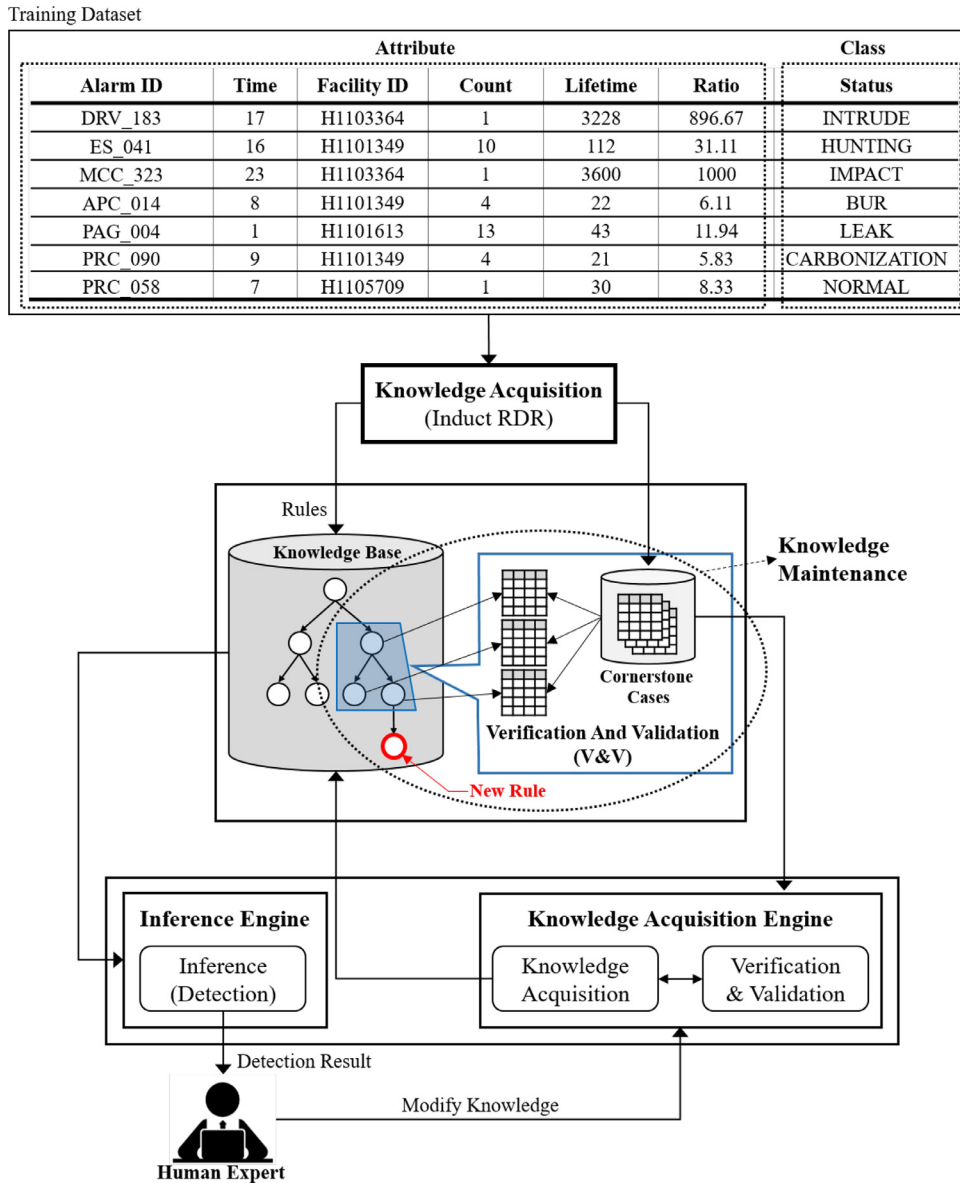 Training Dataset
Attribute Class
Alarm ID Time Facility ID Count Lifetime Ratio Status
DRV_183 17 H1103364 1 3228 896.67 INTRUDE
ES_041 16 H1101349 10 112 31.11 HUNTING
MCC_323 23 H1103364 1 3600 1000 IMPACT
APC_014 8 H1101349 4 22 6.11 BUR
PAG_004 1 H1101613 13 43 11.94 LEAK
PRC_090 9 H1101349 4 21 5.83 CARBONIZATION
PRC_058 7 H1105709 1 30 8.33 NORMAL
Knowledge Acquisition
(Induct RDR)
Rules
Knowledge Base
Knowledge
Maintenance
Cornerstone
Cases
Verification And Validation
(V&V)
New Rule
Inference Engine
Inference
(Detection)
Knowledge Acquisition Engine
Knowledge
Acquisition
Verification
& Validation
Detection Result
Modify Knowledge
Human Expert